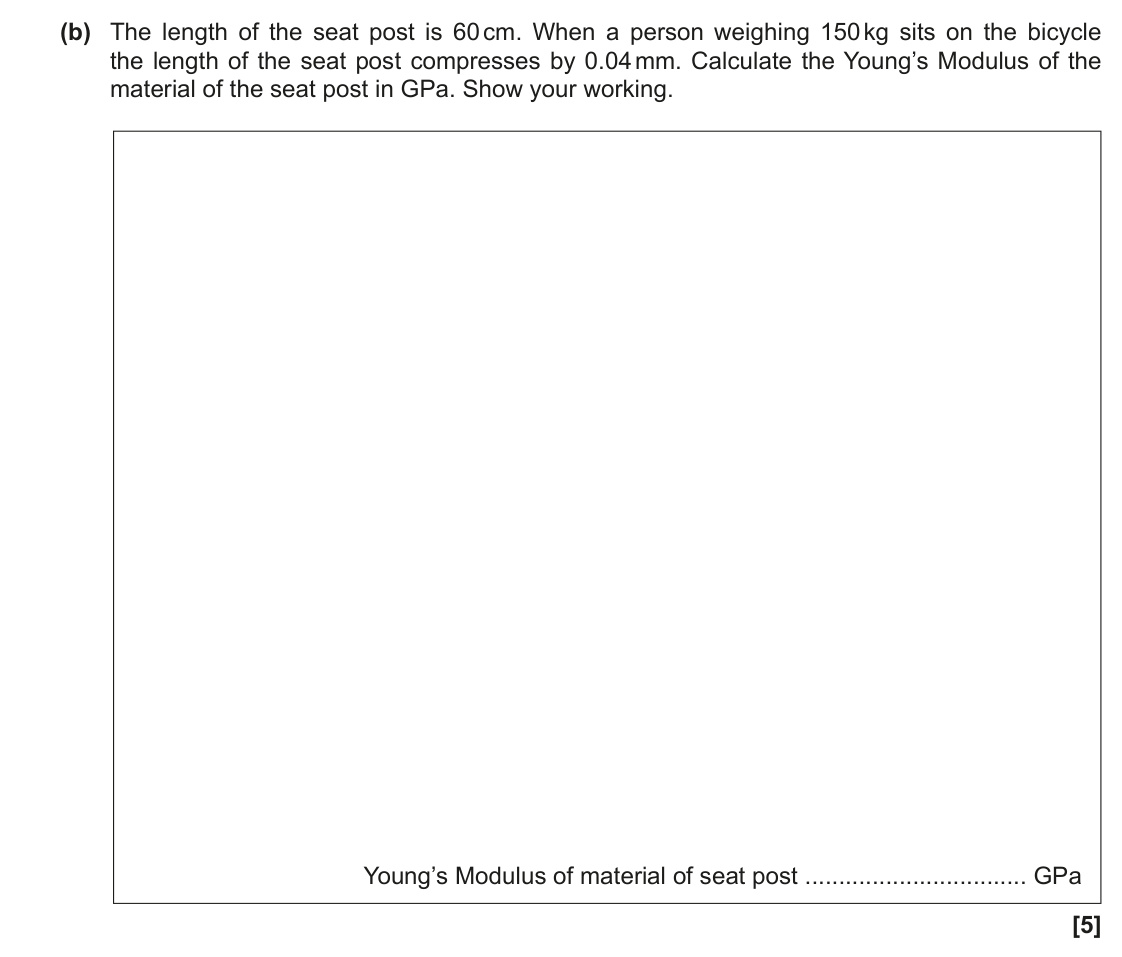 (b) The length of the seat post is 60 cm. When a person weighing 150 kg sits on the bicycle
the length of the seat post compresses by 0.04 mm. Calculate the Young’s Modulus of the
material of the seat post in GPa. Show your working.
Young’s Modulus of material of seat post ................................. GPa
[5]